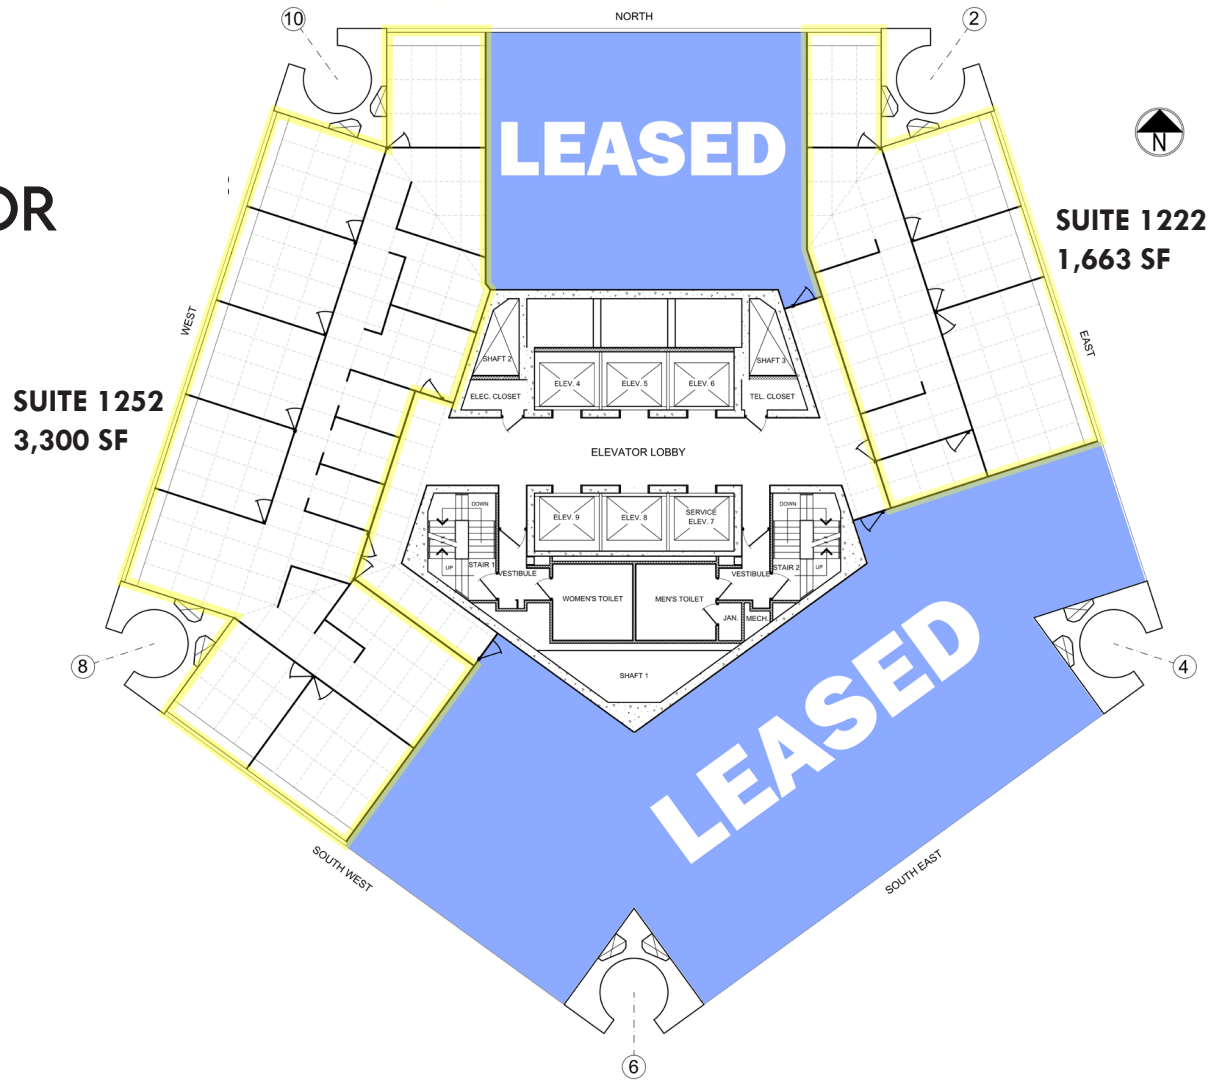 10
NORTH
2
LEASED
N
OR
SUITE 1222
1,663 SF
WEST
EAST
SHAFT 2
SHAFT 3
ELEV. 4
ELEV. 5
ELEV. 6
ELEC. CLOSET
TEL. CLOSET
SUITE 1252
3,300 SF
ELEVATOR LOBBY
DOWN
DOWN
ELEV. 9
ELEV. 8
SERVICE
ELEV. 7
UP
STAIR 1
VESTIBULE
VESTIBULE
STAIR 2
UP
WOMEN'S TOILET
MEN'S TOILET
JAN.
MECH.
8
SHAFT 1
4
LEASED
SOUTH WEST
SOUTH EAST
6